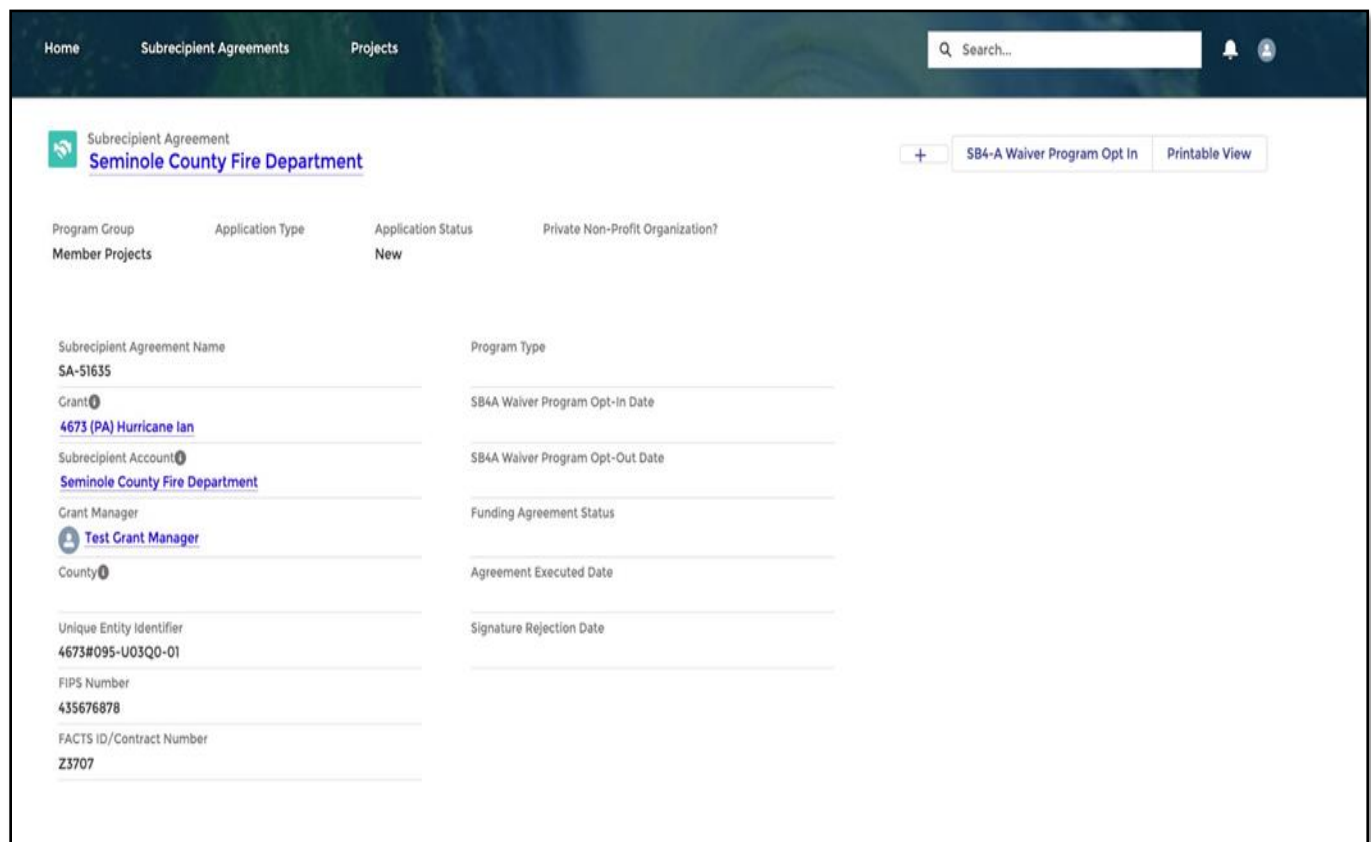 Home Subrecipient Agreements Projects Search...
Subrecipient Agreement
Seminole County Fire Department
+ SB4-A Waiver Program Opt In Printable View
Program Group Application Type Application Status Private Non-Profit Organization?
Member Projects New
Subrecipient Agreement Name Program Type
SA-51635
Grant SB4A Waiver Program Opt-In Date
4673 (PA) Hurricane Ian
Subrecipient Account SB4A Waiver Program Opt-Out Date
Seminole County Fire Department
Grant Manager Funding Agreement Status
Test Grant Manager
County Agreement Executed Date
Unique Entity Identifier Signature Rejection Date
4673#095-U03Q0-01
FIPS Number
435676878
FACTS ID/Contract Number
Z3707